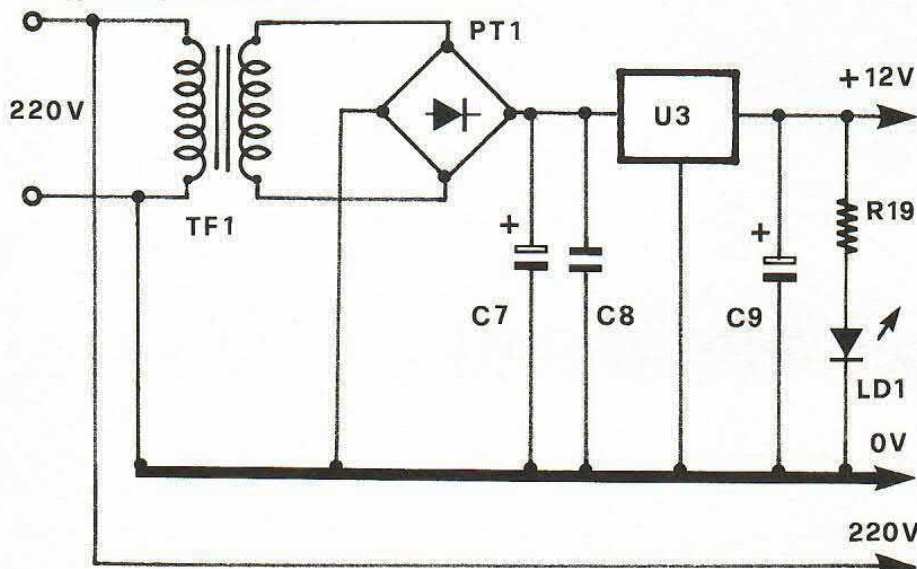 PT1
+12V
220V
U3
TF1
R19
+
+
C7
C8
C9
LD1
0V
220V